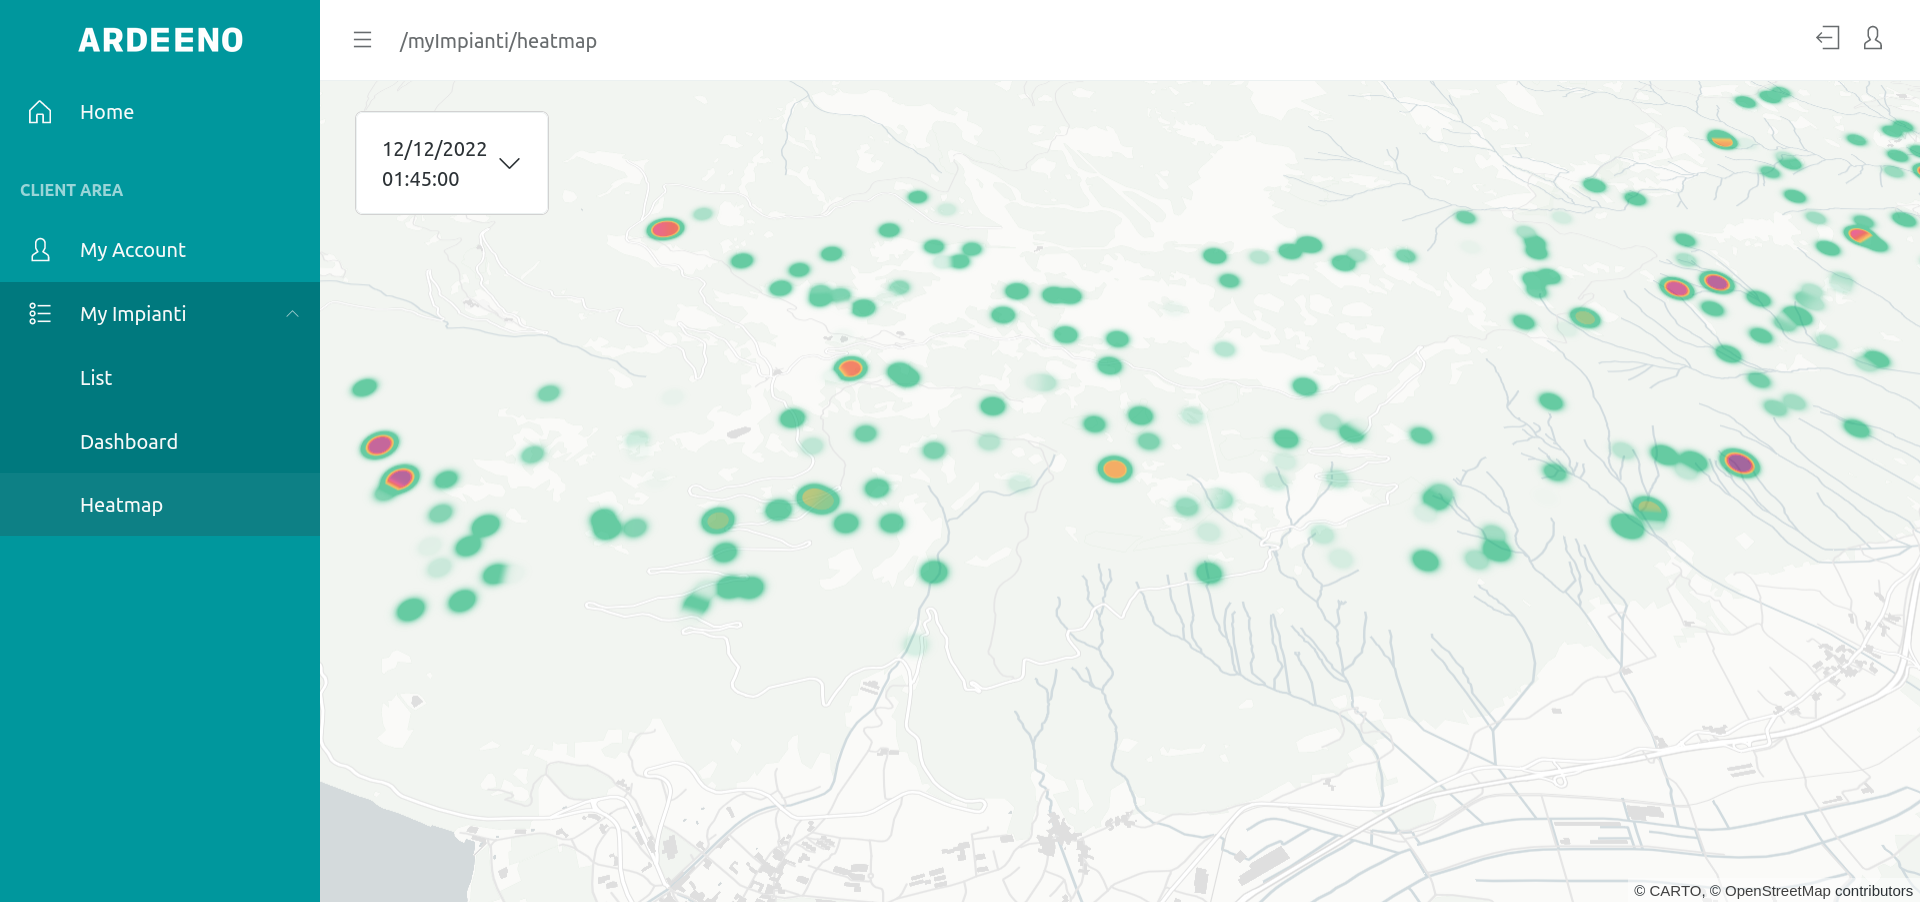 ARDEENO
/myImpianti/heatmap
Home
CLIENT AREA
My Account
My Impianti
List
Dashboard
Heatmap
12/12/2022
01:45:00
© CARTO, © OpenStreetMap contributors